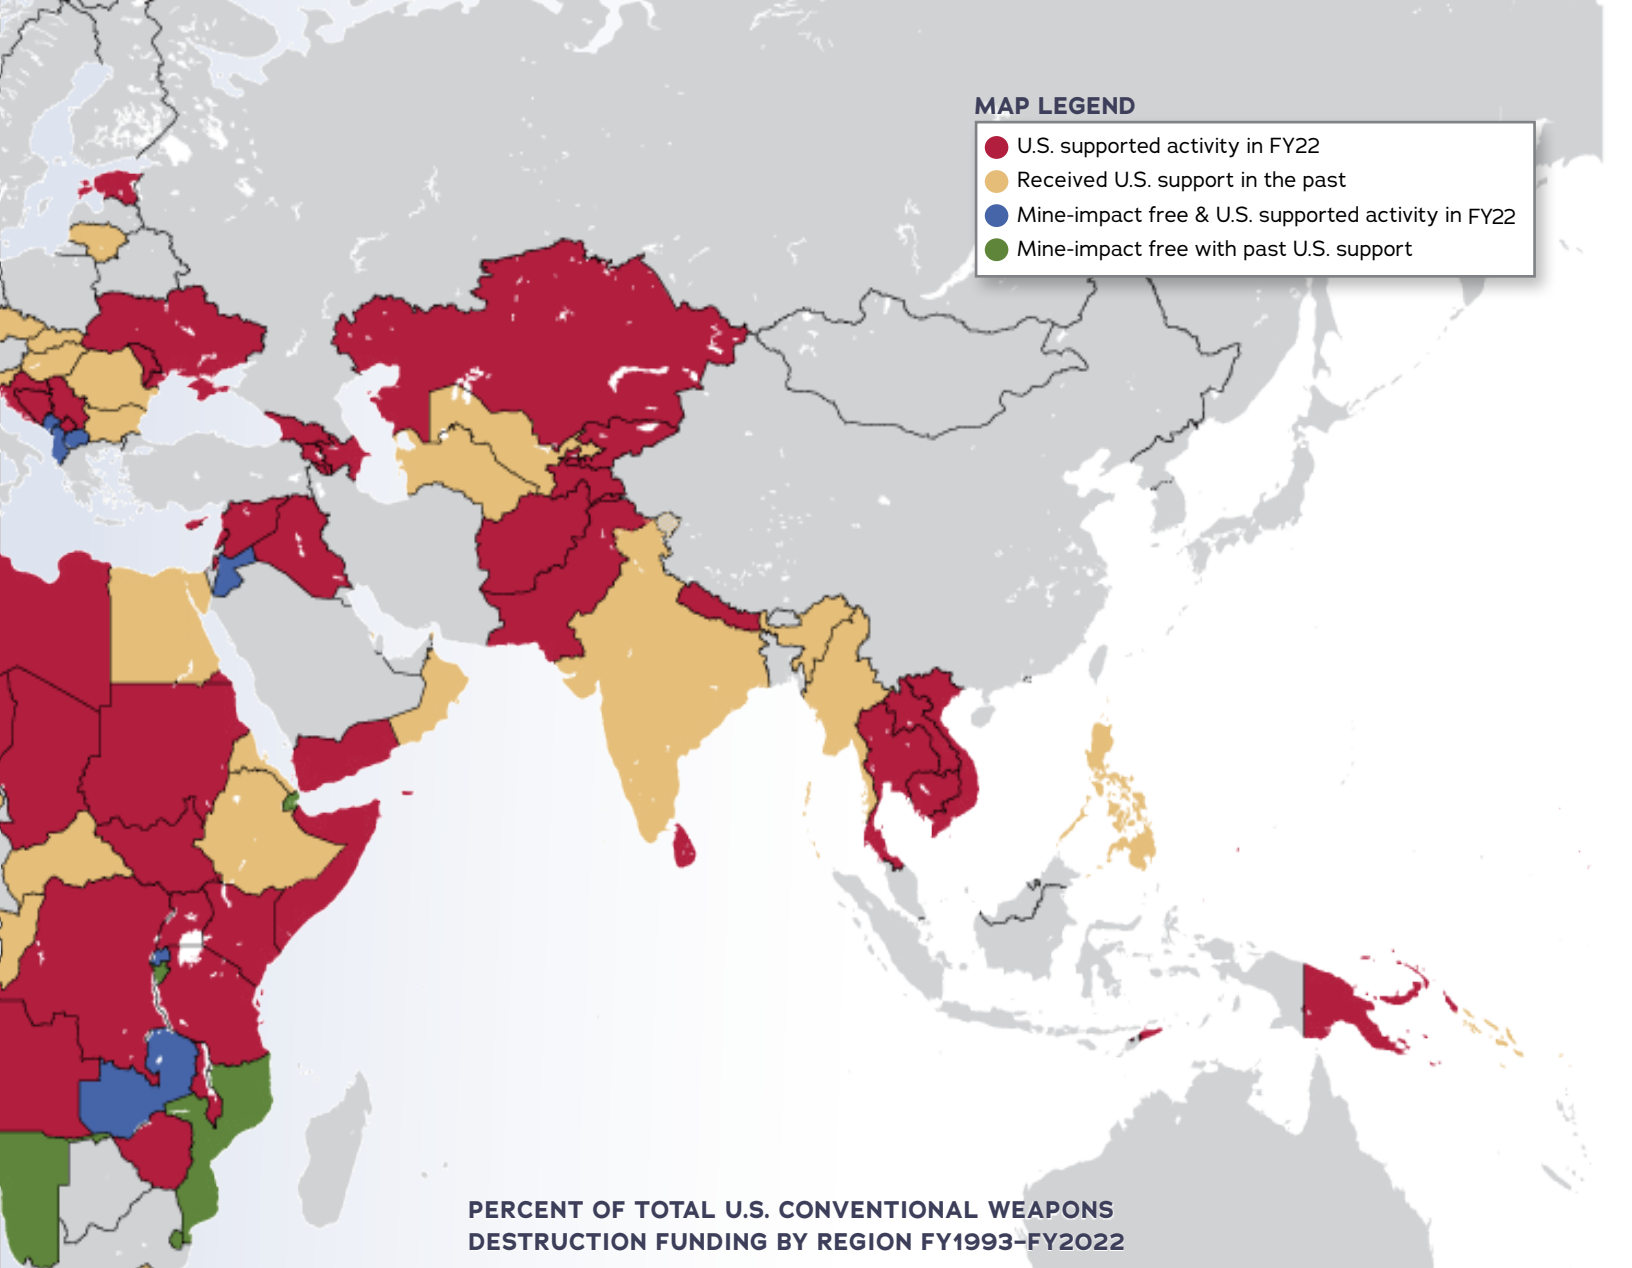 MAP LEGEND
U.S. supported activity in FY22
Received U.S. support in the past
Mine-impact free & U.S. supported activity in FY22
Mine-impact free with past U.S. support
PERCENT OF TOTAL U.S. CONVENTIONAL WEAPONS
DESTRUCTION FUNDING BY REGION FY1993–FY2022